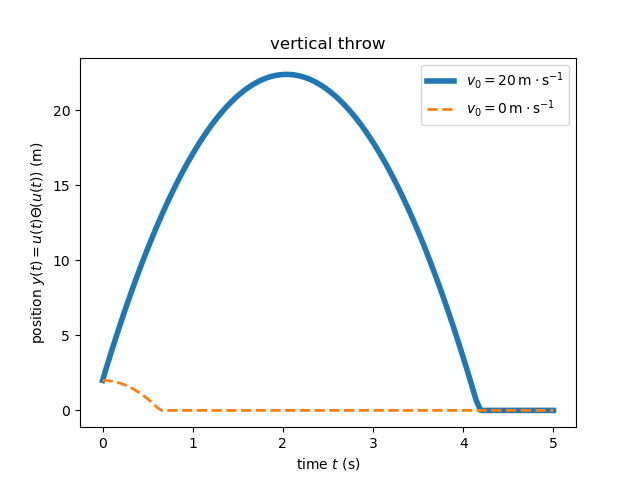 vertical throw
v₀ = 20 m · s⁻¹
v₀ = 0 m · s⁻¹
position y(t) = u(t)Θ(u(t)) (m)
20
15
10
5
0
0 1 2 3 4 5
time t (s)